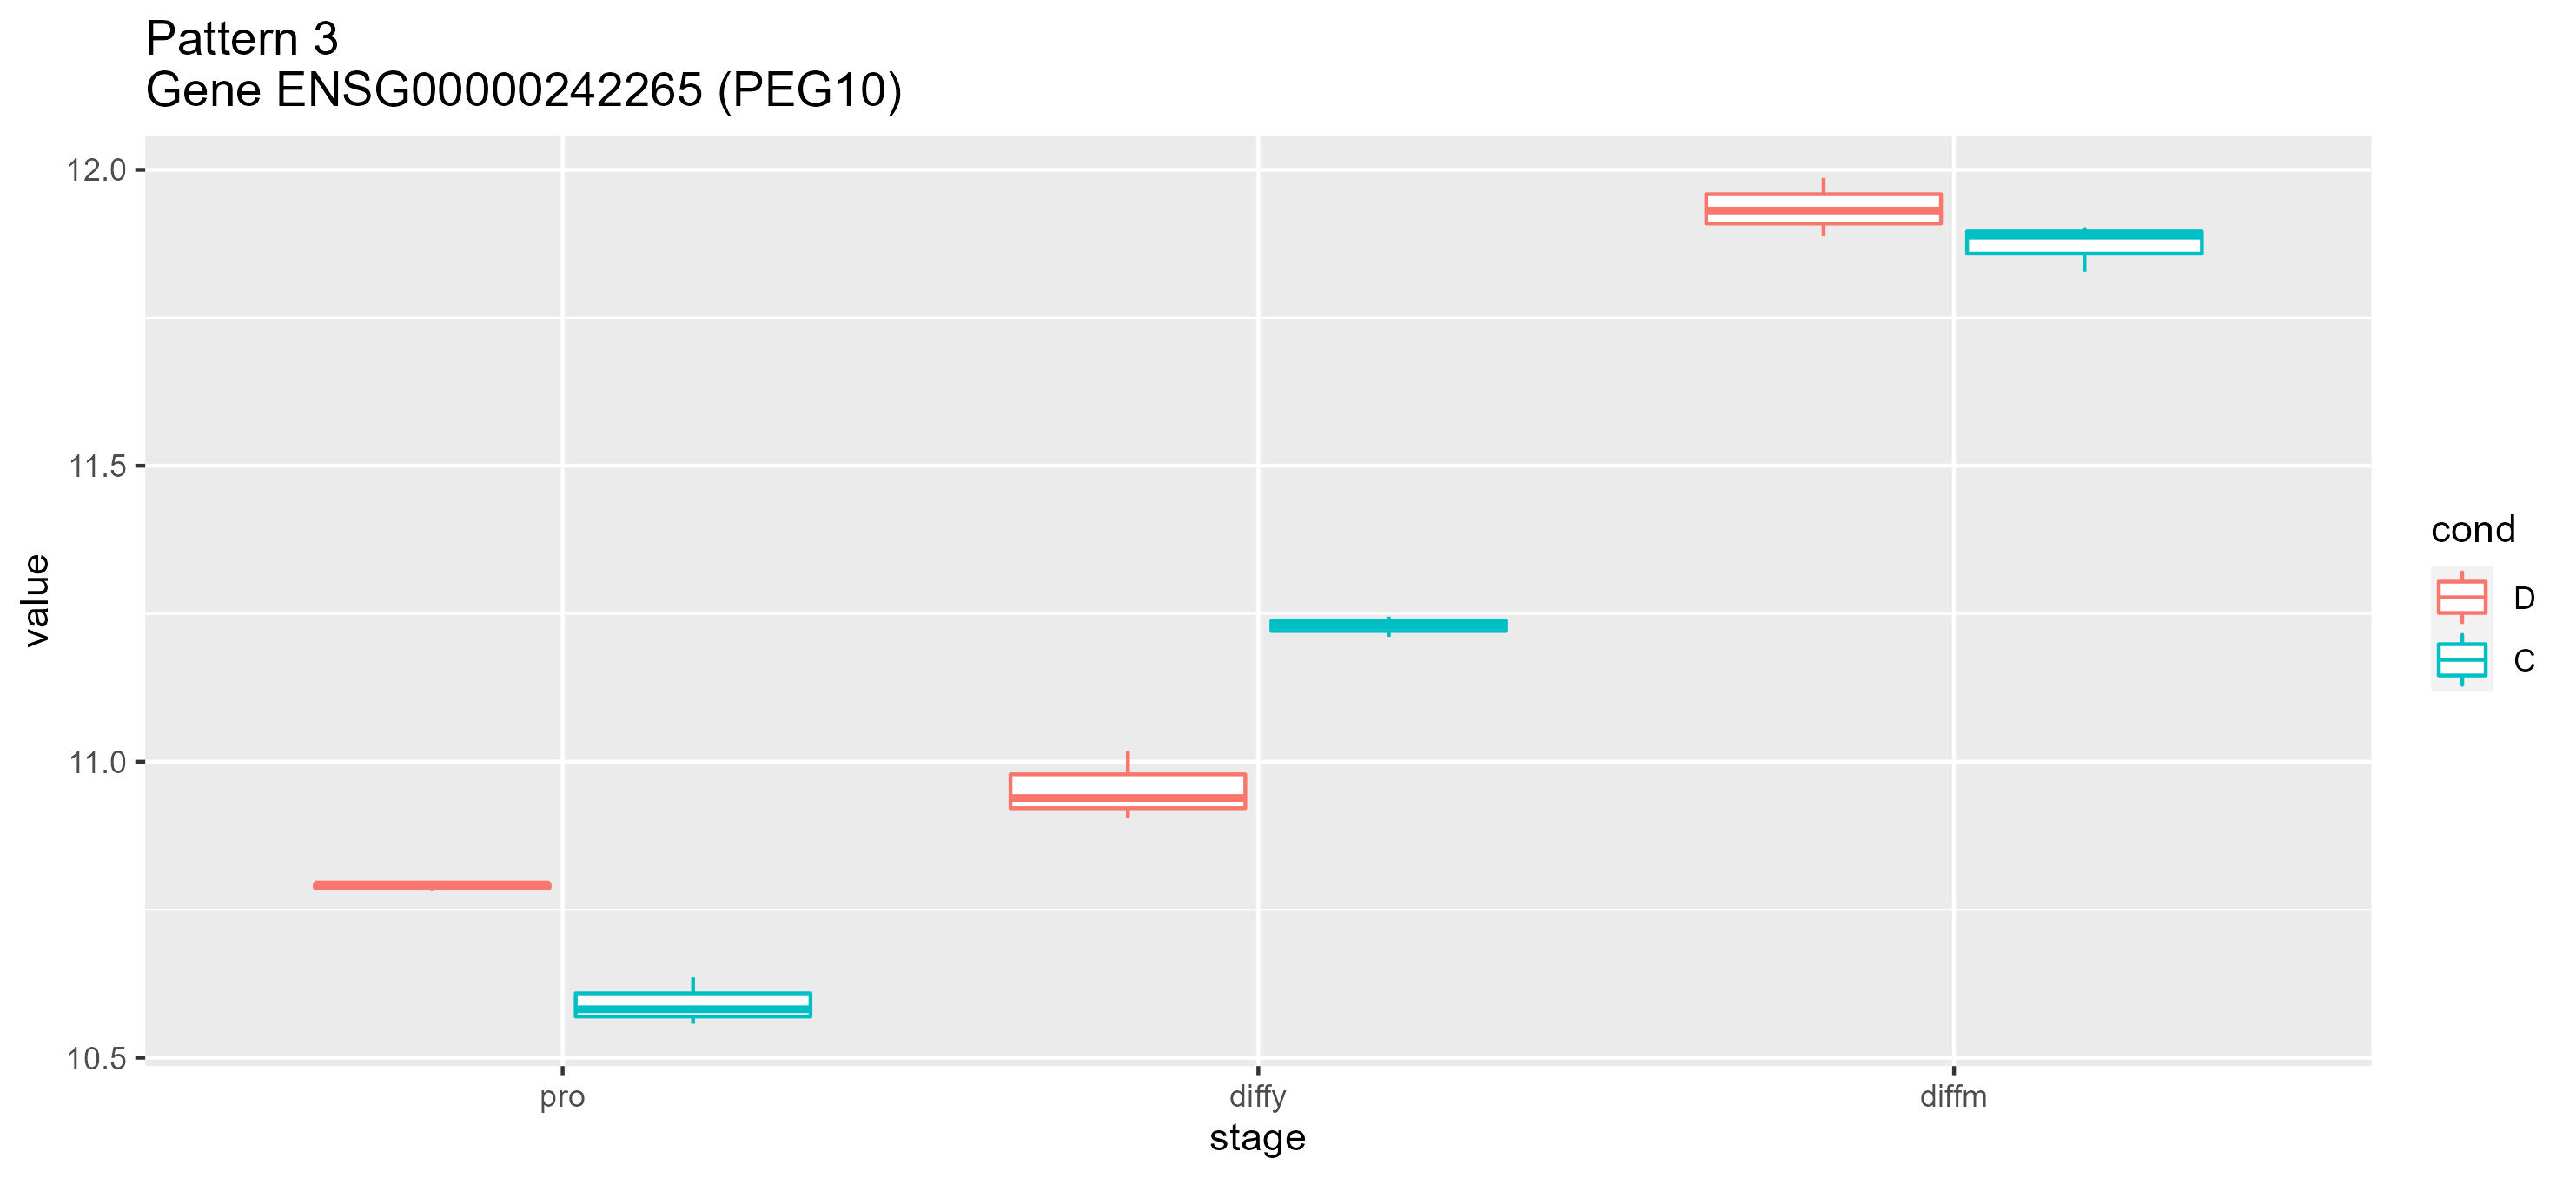 Pattern 3
Gene ENSG00000242265 (PEG10)
12.0
11.5
11.0
10.5
value
pro
diffy
diffm
stage
cond
D
C